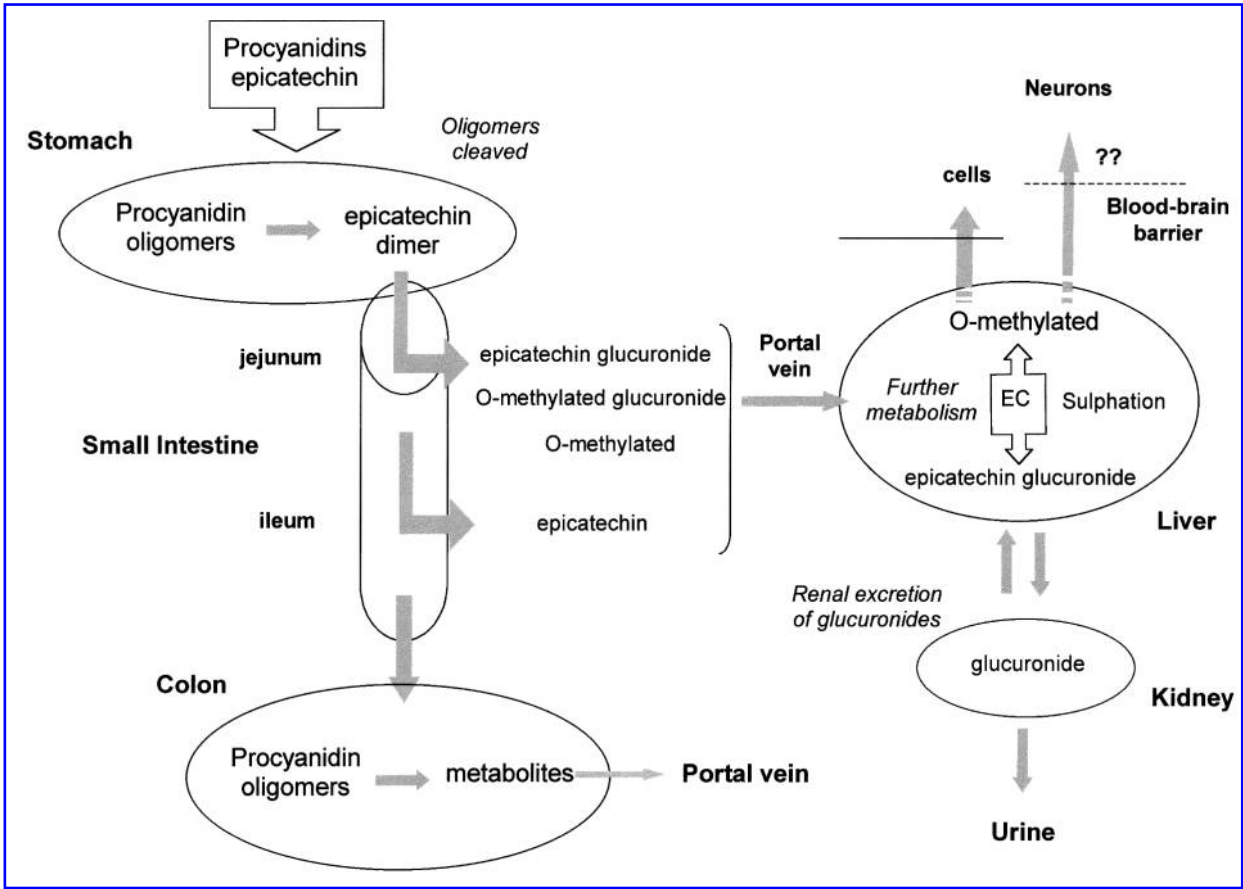 Procyanidins
epicatechin
Stomach
Oligomers
cleaved
Procyanidin
oligomers
epicatechin
dimer
jejunum
Small Intestine
ileum
epicatechin glucuronide
O-methylated glucuronide
O-methylated
epicatechin
Portal
vein
Colon
Procyanidin
oligomers
metabolites
Portal vein
Neurons
??
cells
Blood-brain
barrier
O-methylated
Further
metabolism
EC
Sulphation
epicatechin glucuronide
Liver
Renal excretion
of glucuronides
glucuronide
Kidney
Urine